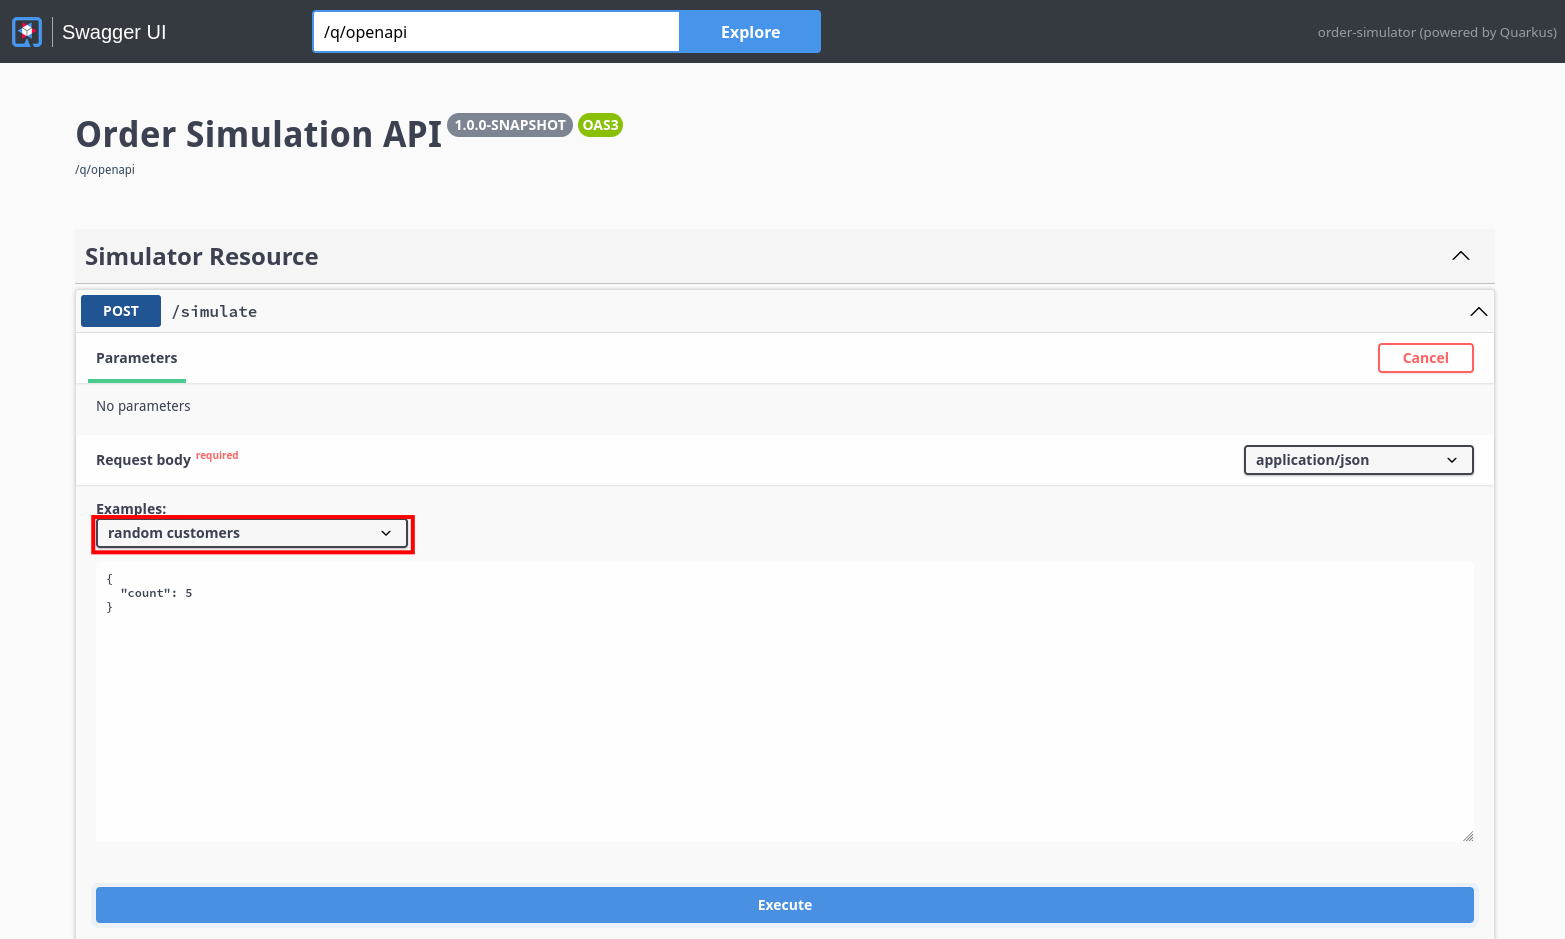 Swagger UI
/q/openapi
Explore
order-simulator (powered by Quarkus)
Order Simulation API 1.0.0-SNAPSHOT OAS3
/q/openapi
Simulator Resource
POST /simulate
Parameters
Cancel
No parameters
Request body required
application/json
Examples:
random customers
{
"count": 5
}
Execute